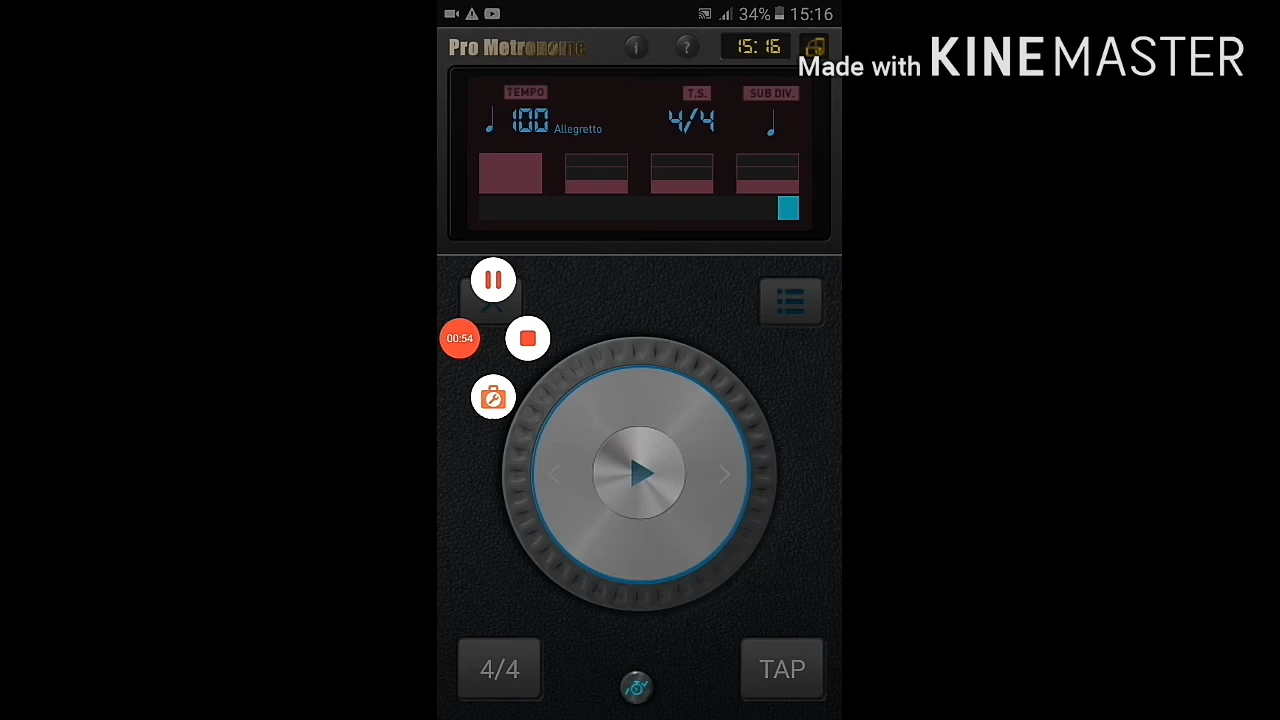 34% 15:16
Pro Metronome i ? 15:16
Made with KINEMASTER
TEMPO T.S. SUB DIV.
100 Allegretto 4/4
00:54
4/4 TAP